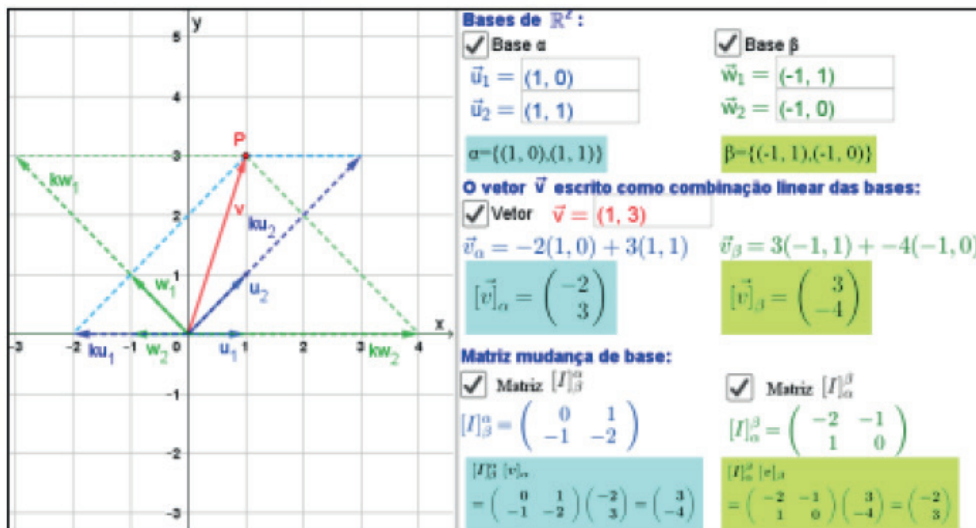 y
5
4
3
2
1
0
-1
-2
-3
-3
-2
-1
1
2
3
4
x
P
v
kw₁
ku₂
w₁
u₂
ku₁
w₂
u₁
kw₂
Bases de ℝ² :
Base α
Base β
u⃗₁ = (1, 0)
w⃗₁ = (-1, 1)
u⃗₂ = (1, 1)
w⃗₂ = (-1, 0)
α={(1, 0),(1, 1)}
β={(-1, 1),(-1, 0)}
O vetor v⃗ escrito como combinação linear das bases:
Vetor v⃗ = (1, 3)
v⃗α = −2(1, 0) + 3(1, 1)
v⃗β = 3(−1, 1) + −4(−1, 0)
[v⃗]α = (−2 3)
[v⃗]β = (3 −4)
Matriz mudança de base:
Matriz [I]αβ
Matriz [I]βα
[I]αβ = (0 1 −1 −2)
[I]βα = (−2 −1 1 0)
[I]αβ [v]α
= (0 1 −1 −2)(−2 3) = (3 −4)
[I]βα [v]β
= (−2 −1 1 0)(3 −4) = (−2 3)